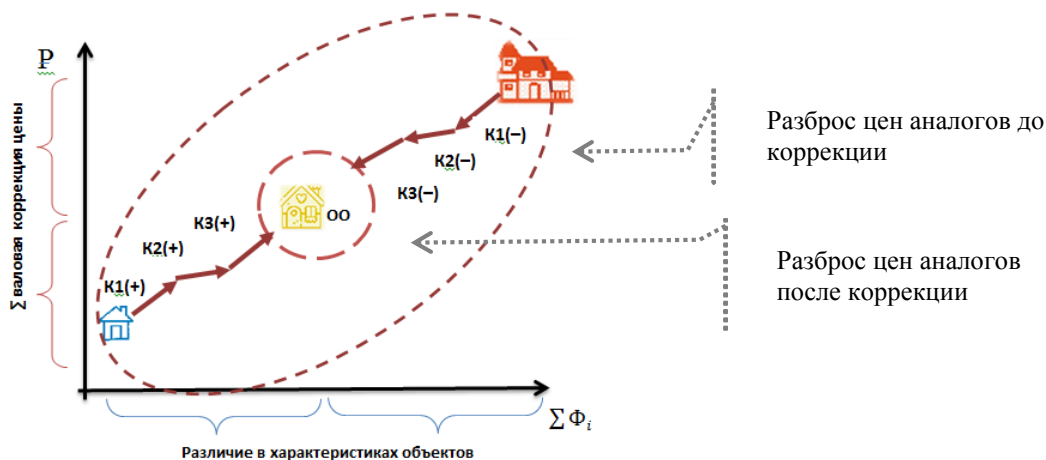 ₽
∑ валовая коррекция цены
К1(–)
К2(–)
К3(–)
К3(+)
ОО
К2(+)
К1(+)
Разброс цен аналогов до
коррекции
Разброс цен аналогов
после коррекции
∑Фᵢ
Различие в характеристиках объектов